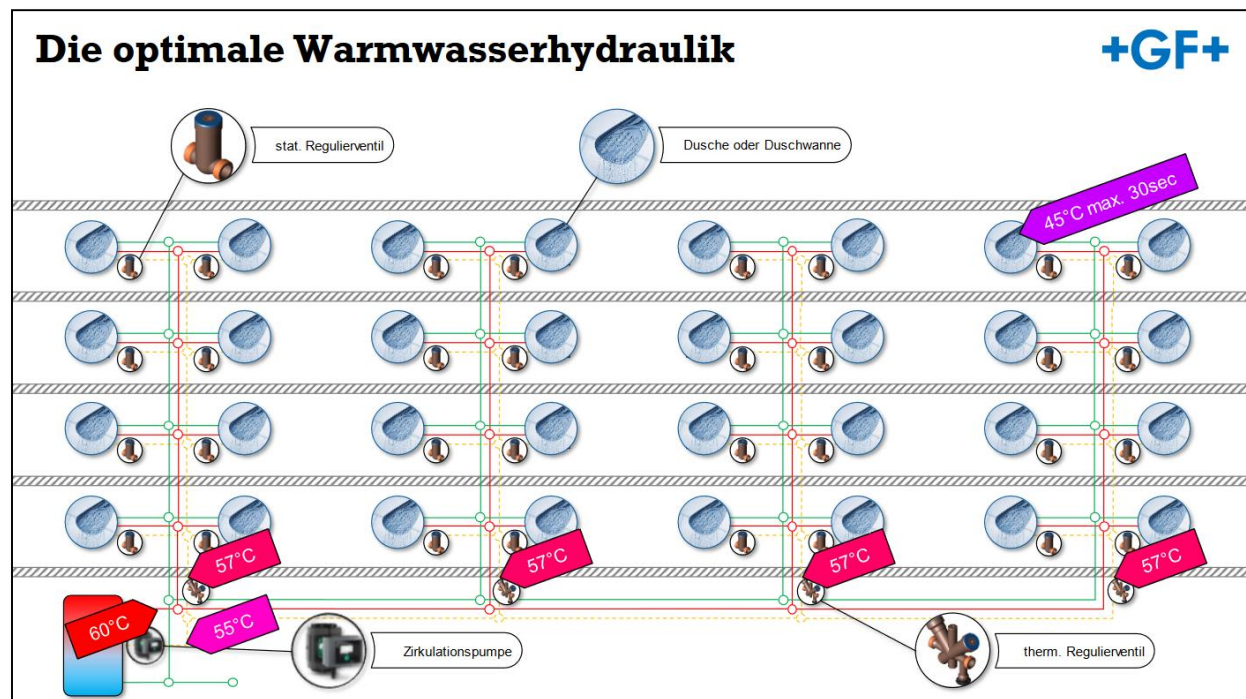 Die optimale Warmwasserhydraulik
+GF+
stat. Regulierventil
Dusche oder Duschwanne
45°C max. 30sec
57°C
57°C
57°C
57°C
60°C
55°C
Zirkulationspumpe
therm. Regulierventil